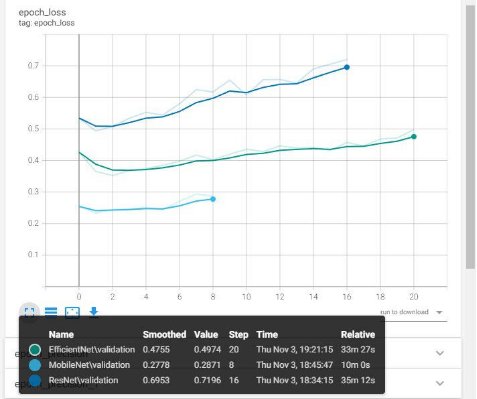 epoch_loss
tag: epoch_loss
0.7
0.6
0.5
0.4
0.3
0.2
0.1
0 2 4 6 8 10 12 14 16 18 20
run to download
Name Smoothed Value Step Time Relative
EfficientNet\validation 0.4755 0.4974 20 Thu Nov 3, 19:21:15 33m 27s
MobileNet\validation 0.2778 0.2871 8 Thu Nov 3, 18:45:47 10m 0s
ResNet\validation 0.6953 0.7196 16 Thu Nov 3, 18:34:15 35m 12s